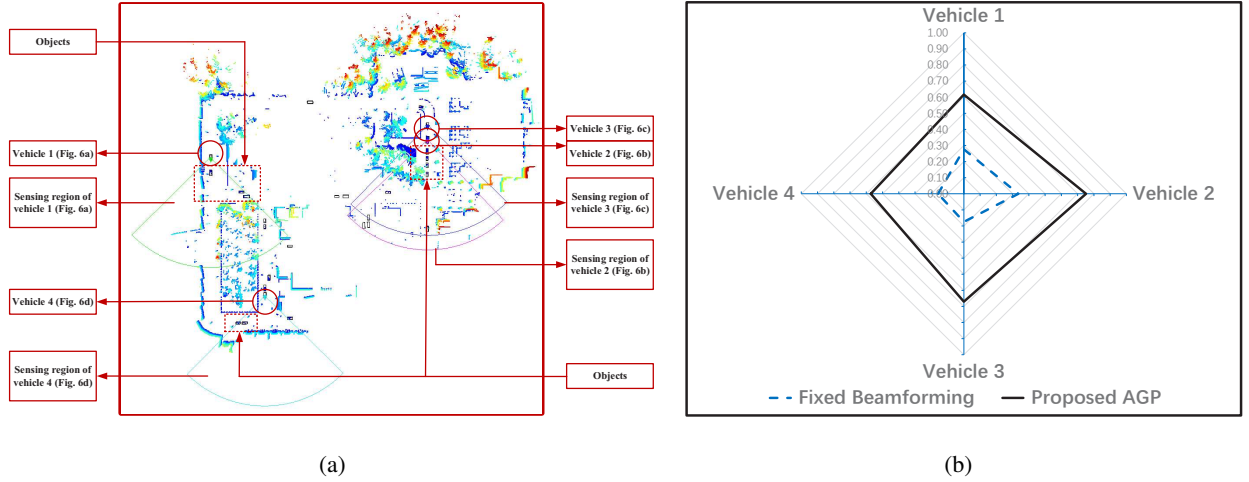 Objects
Vehicle 1 (Fig. 6a)
Sensing region of
vehicle 1 (Fig. 6a)
Vehicle 4 (Fig. 6d)
Sensing region of
vehicle 4 (Fig. 6d)
Vehicle 3 (Fig. 6c)
Vehicle 2 (Fig. 6b)
Sensing region of
vehicle 3 (Fig. 6c)
Sensing region of
vehicle 2 (Fig. 6b)
Objects
(a)
Vehicle 1
1.00
0.90
0.80
0.70
0.60
0.50
0.40
0.30
0.20
0.10
0.00
Vehicle 4
Vehicle 2
Vehicle 3
Fixed Beamforming
Proposed AGP
(b)